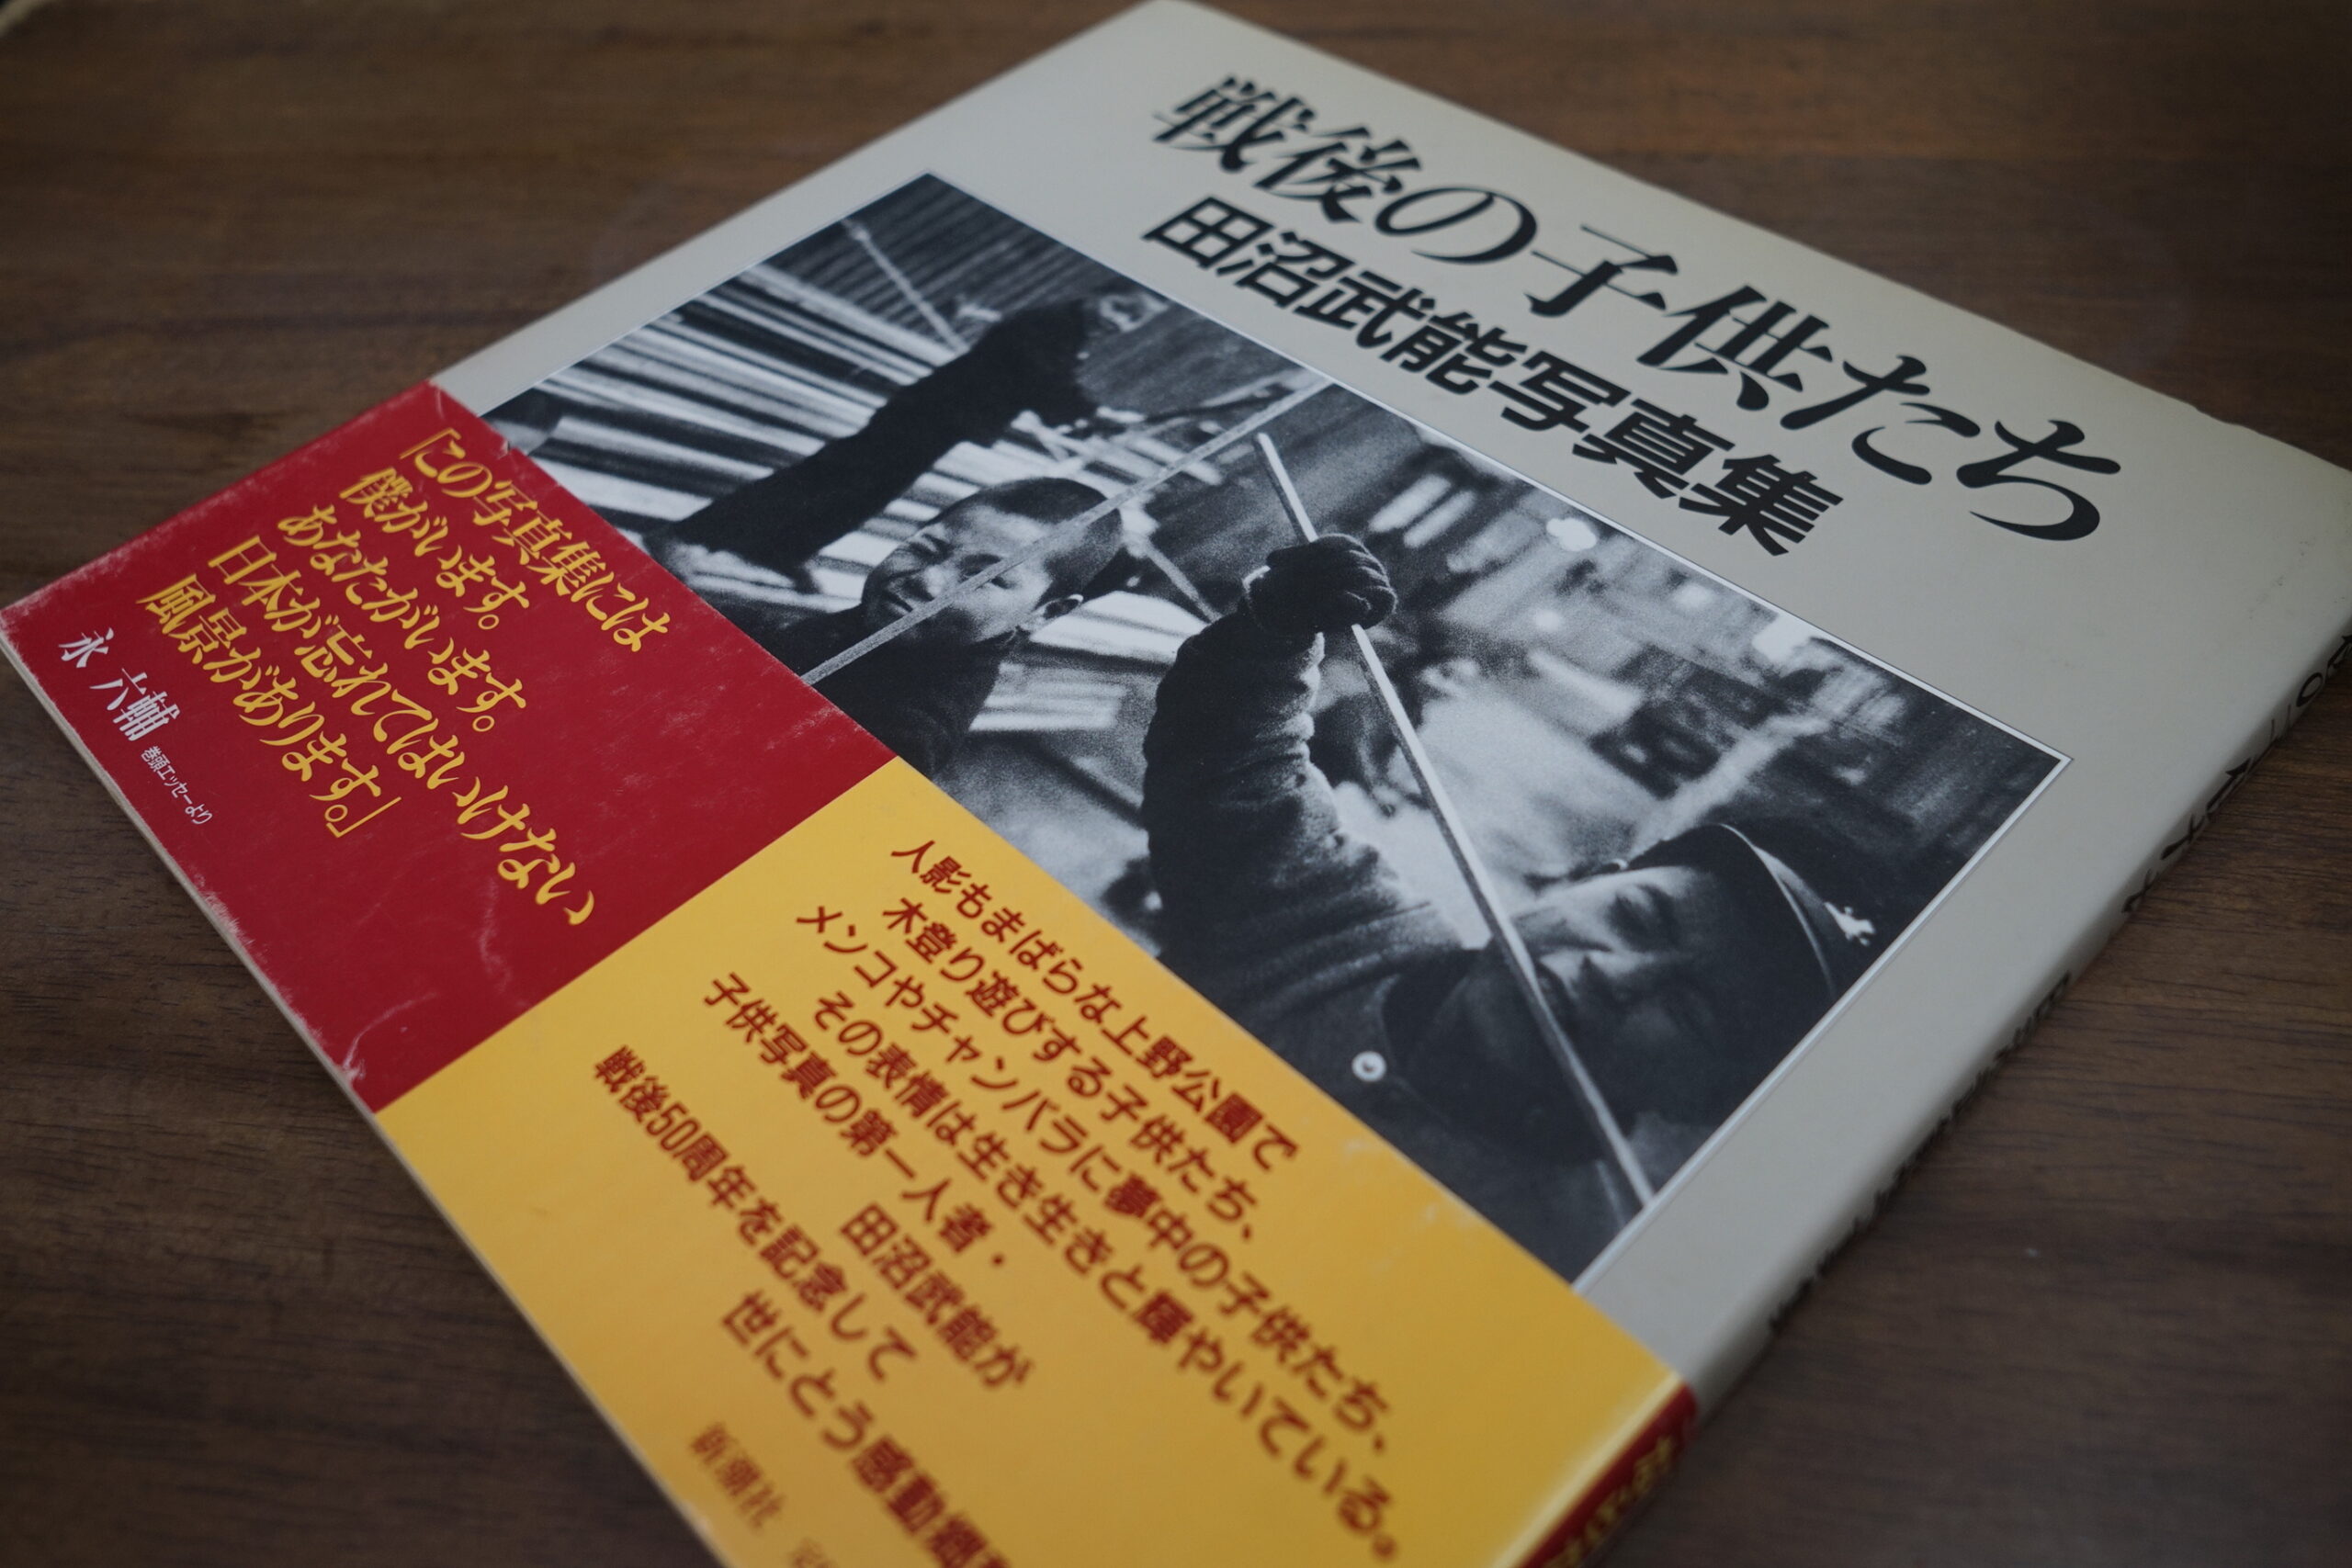 戦後の子供たち
田沼武能写真集
「この写真集には
僕がいます。
あなたがいます。
日本が忘れてはいけない
風景があります。」
永 六輔 巻頭エッセーより
人影もまばらな上野公園で
木登り遊びする子供たち、
メンコやチャンバラに夢中の子供たち、
その表情は生き生きと輝やいている。
子供写真の第一人者・
田沼武能が
戦後50周年を記念して
世にとう感動
新潮社